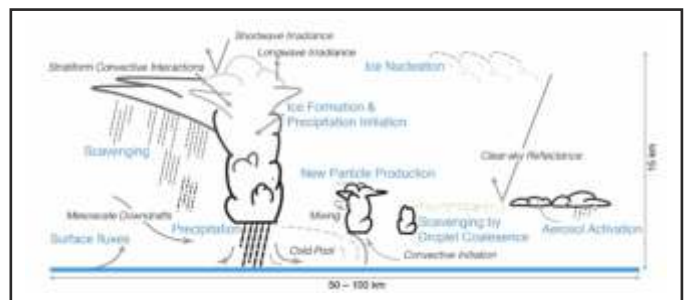 Shortwave Irradiance
Longwave Irradiance
Stratiform Convective Interactions
Ice Nucleation
Ice Formation &
Precipitation Initiation
Scavenging
New Particle Production
Clear-sky Reflectance
15 km
Mesoscale Downdrafts
Mixing
Surface fluxes
Precipitation
Cold Pool
Scavenging by
Droplet Coalesence
Aerosol Activation
Convective Initiation
50 – 100 km